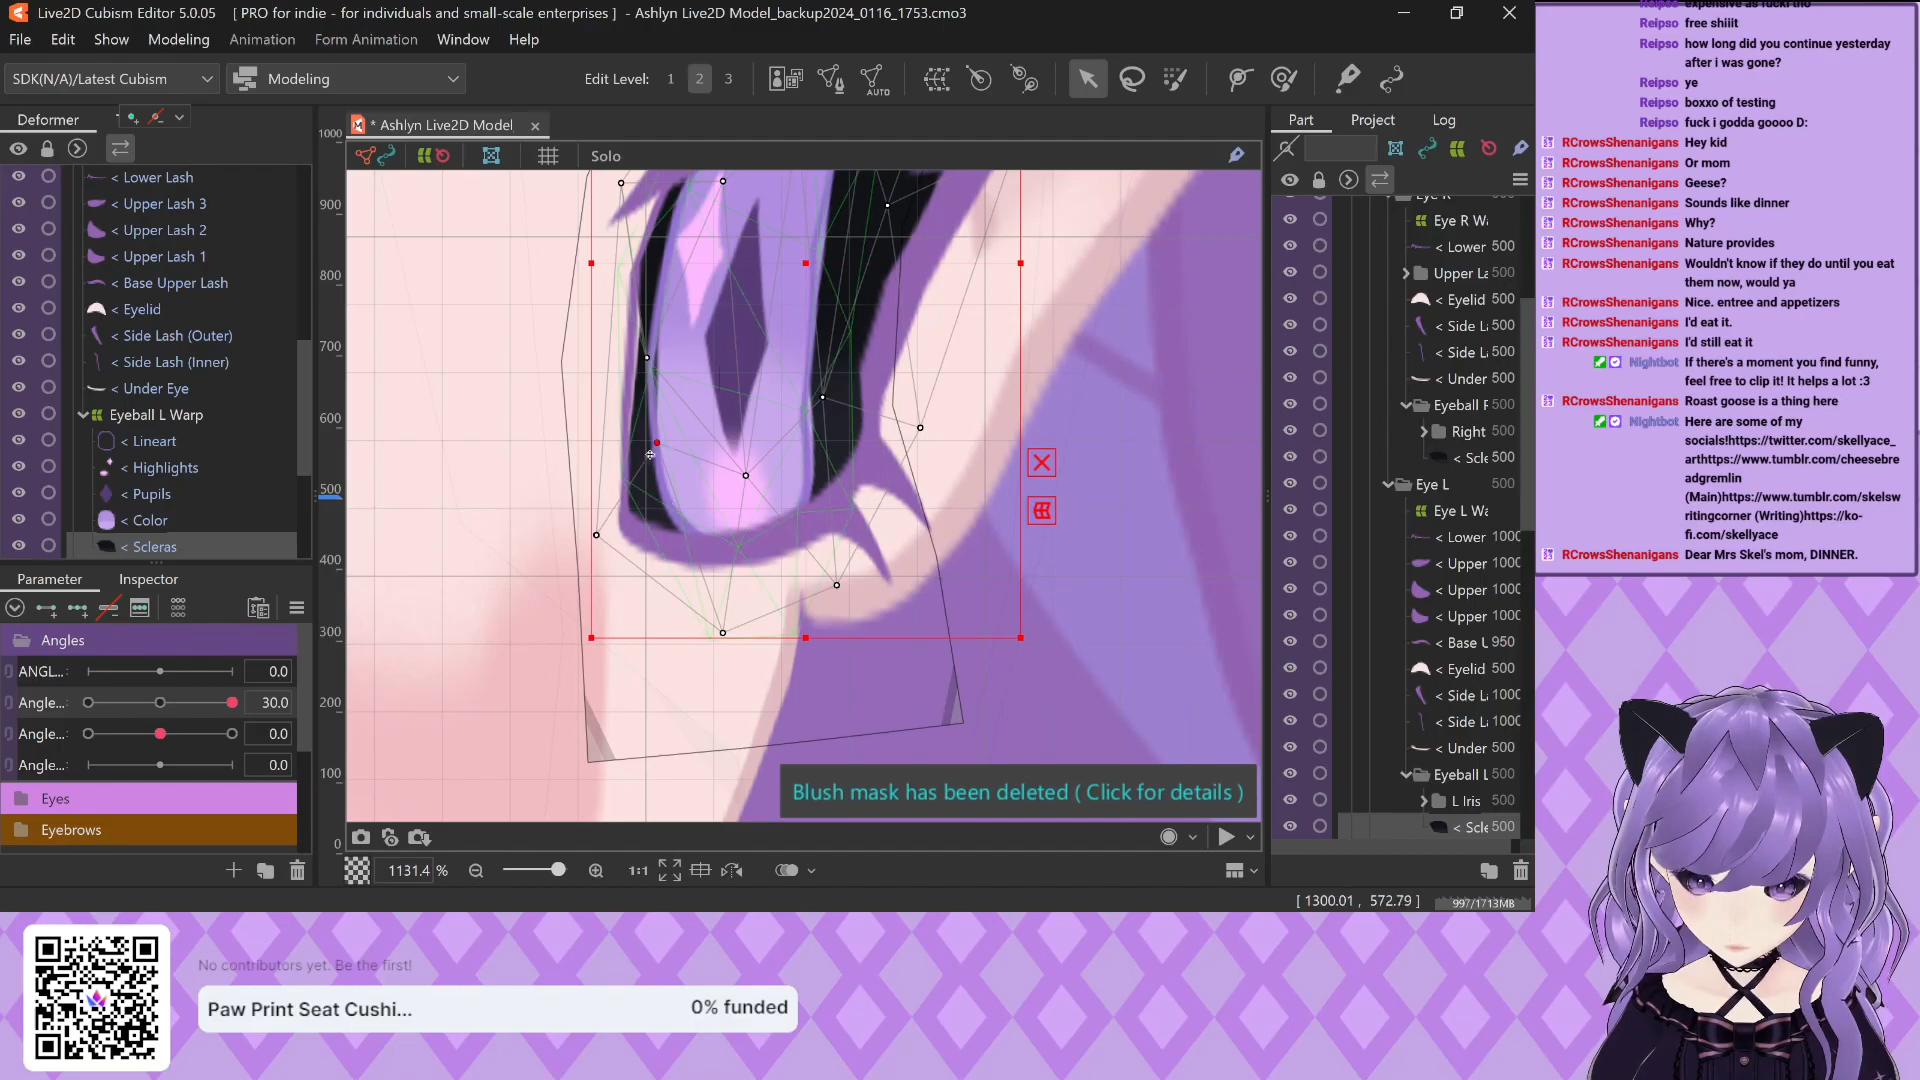 Live2D Cubism Editor 5.0.05 [ PRO for indie - for individuals and small-scale enterprises ] - Ashlyn Live2D Model_backup2024_0116_1753.cmo3
File Edit Show Modeling Animation Form Animation Window Help
SDK(N/A)/Latest Cubism
Modeling
Edit Level: 1 2 3
AUTO
Deformer
< Lower Lash
< Upper Lash 3
< Upper Lash 2
< Upper Lash 1
< Base Upper Lash
< Eyelid
< Side Lash (Outer)
< Side Lash (Inner)
< Under Eye
Eyeball L Warp
< Lineart
< Highlights
< Pupils
< Color
< Scleras
Parameter Inspector
Angles
ANGL... 0.0
Angle... 30.0
Angle... 0.0
Angle... 0.0
Eyes
Eyebrows
* Ashlyn Live2D Model
Solo
1000
900
800
700
600
500
400
300
200
100
0
Blush mask has been deleted ( Click for details )
1131.4 %
1:1
Part Project Log
Eye R
Eye R Wa
< Lower 500
Upper La 500
< Eyelid 500
< Side L 500
< Side L 500
< Under 500
Eyeball R 500
Right 500
< Scle 500
Eye L 500
Eye L Wa
< Lower 1000
< Upper 1000
< Upper 1000
< Upper 1000
< Base U 950
< Eyelid 500
< Side L 1000
< Side L 1000
< Under 500
Eyeball L 500
L Iris 500
< Scle 500
[ 1300.01 , 572.79 ] 997/1713MB
expensive as fucki tho
Reipso free shiiit
Reipso how long did you continue yesterday
after i was gone?
Reipso ye
Reipso boxxo of testing
Reipso fuck i godda goooo D:
RCrowsShenanigans Hey kid
RCrowsShenanigans Or mom
RCrowsShenanigans Geese?
RCrowsShenanigans Sounds like dinner
RCrowsShenanigans Why?
RCrowsShenanigans Nature provides
RCrowsShenanigans Wouldn't know if they do until you eat
them now, would ya
RCrowsShenanigans Nice. entree and appetizers
RCrowsShenanigans I'd eat it.
RCrowsShenanigans I'd still eat it
Nightbot If there's a moment you find funny,
feel free to clip it! It helps a lot :3
RCrowsShenanigans Roast goose is a thing here
Nightbot Here are some of my
socials!https://twitter.com/skellyace_
arthttps://www.tumblr.com/cheesebre
adgremlin
(Main)https://www.tumblr.com/skelsw
ritingcorner (Writing)https://ko-
fi.com/skellyace
RCrowsShenanigans Dear Mrs Skel's mom, DINNER.
No contributors yet. Be the first!
Paw Print Seat Cushi... 0% funded